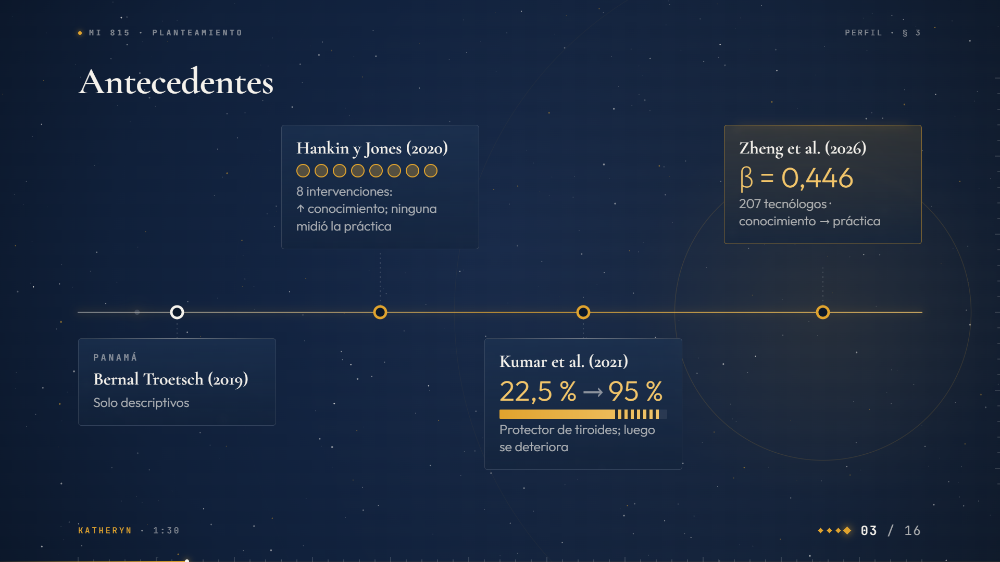 MI 815 · PLANTEAMIENTO
PERFIL · § 3
Antecedentes
Hankin y Jones (2020)
8 intervenciones:
↑ conocimiento; ninguna
midió la práctica
Zheng et al. (2026)
β = 0,446
207 tecnólogos ·
conocimiento → práctica
PANAMÁ
Bernal Troetsch (2019)
Solo descriptivos
Kumar et al. (2021)
22,5 % → 95 %
Protector de tiroides; luego
se deteriora
KATHERYN · 1:30
03 / 16